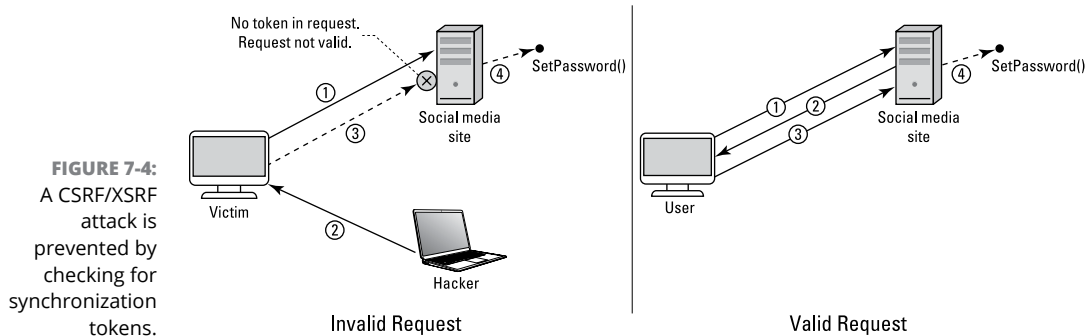 No token in request.
Request not valid.
①
③
④
SetPassword()
Social media
site
Victim
②
Hacker
Invalid Request
①
②
③
④
SetPassword()
Social media
site
User
Valid Request
FIGURE 7-4:
A CSRF/XSRF
attack is
prevented by
checking for
synchronization
tokens.